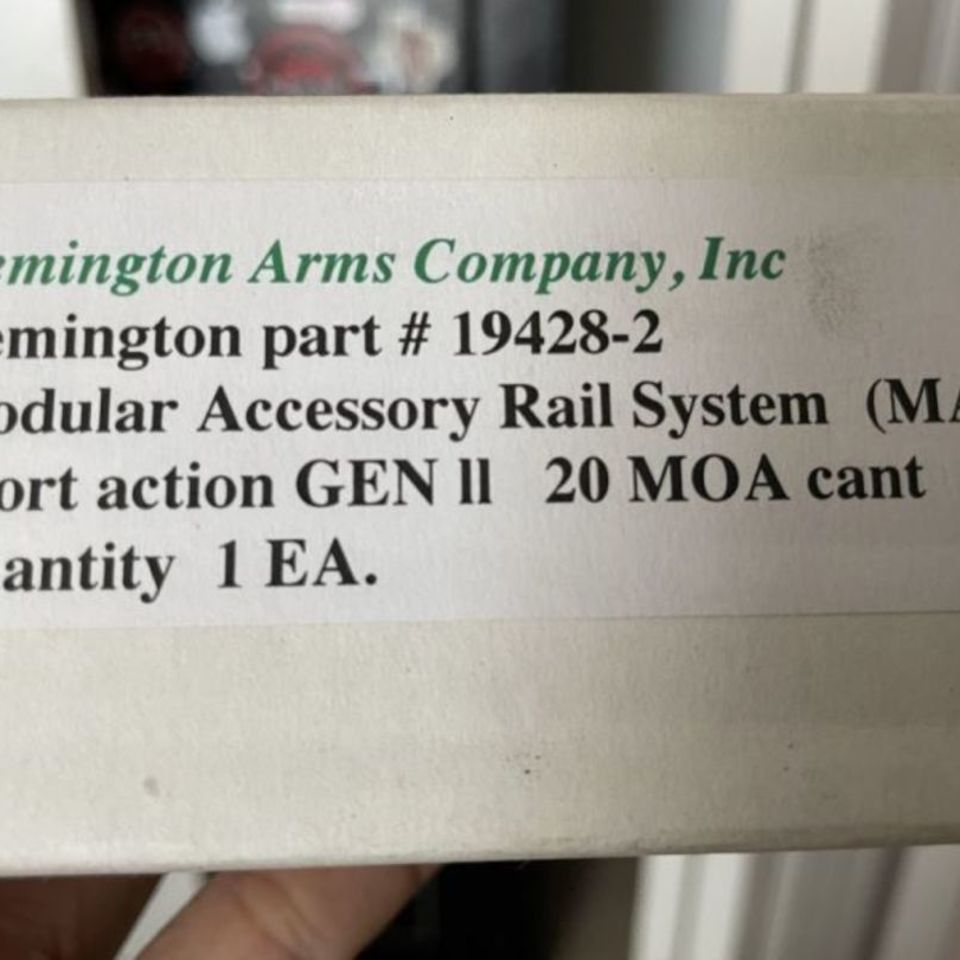 emington Arms Company, Inc
emington part # 19428-2
odular Accessory Rail System (MA
ort action GEN ll 20 MOA cant
antity 1 EA.